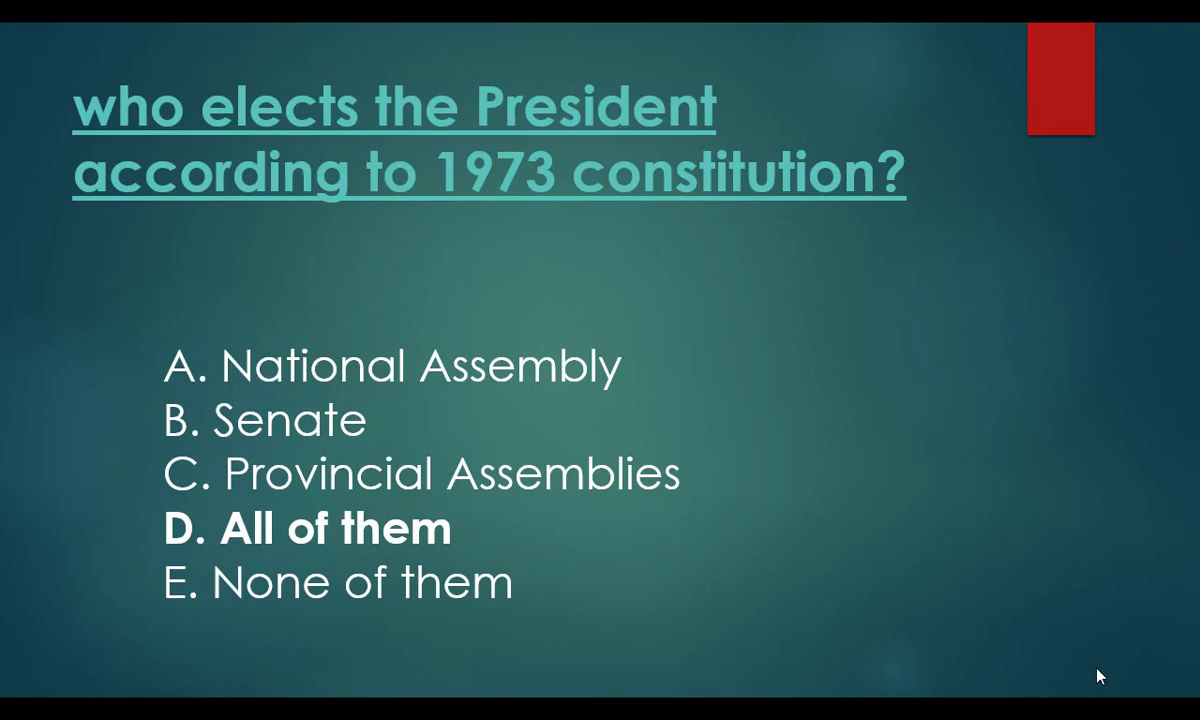 who elects the President
according to 1973 constitution?
A. National Assembly
B. Senate
C. Provincial Assemblies
D. All of them
E. None of them